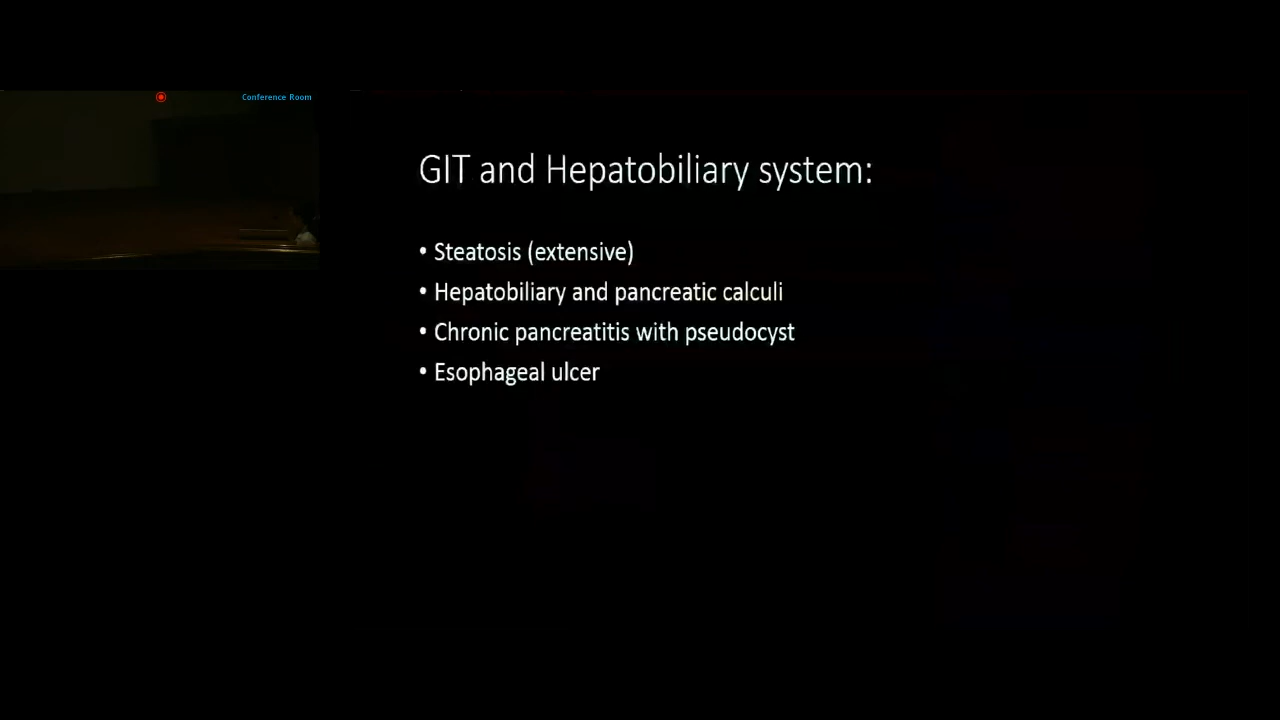 Conference Room
GIT and Hepatobiliary system:
• Steatosis (extensive)
• Hepatobiliary and pancreatic calculi
• Chronic pancreatitis with pseudocyst
• Esophageal ulcer